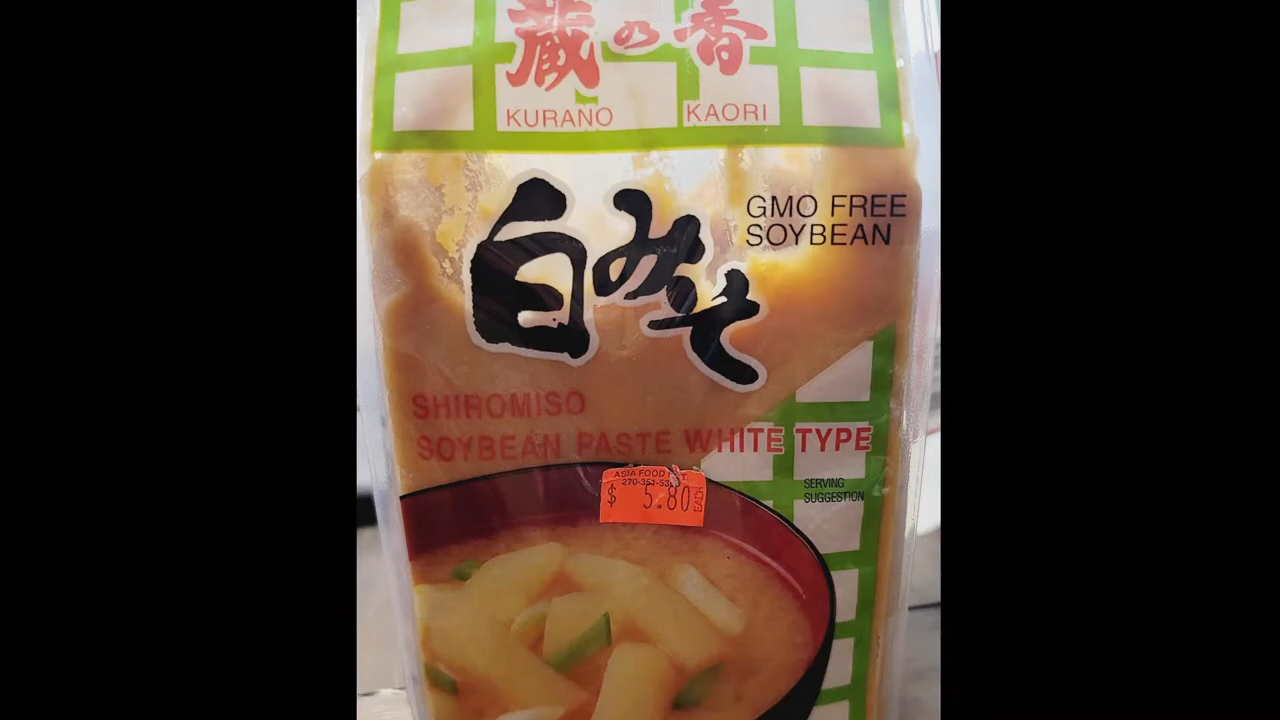 蔵の香
KURANO KAORI
白みそ
GMO FREE
SOYBEAN
SHIROMISO
SOYBEAN PASTE WHITE TYPE
SERVING
SUGGESTION
ASIA FOOD
$ 5.80 EACH